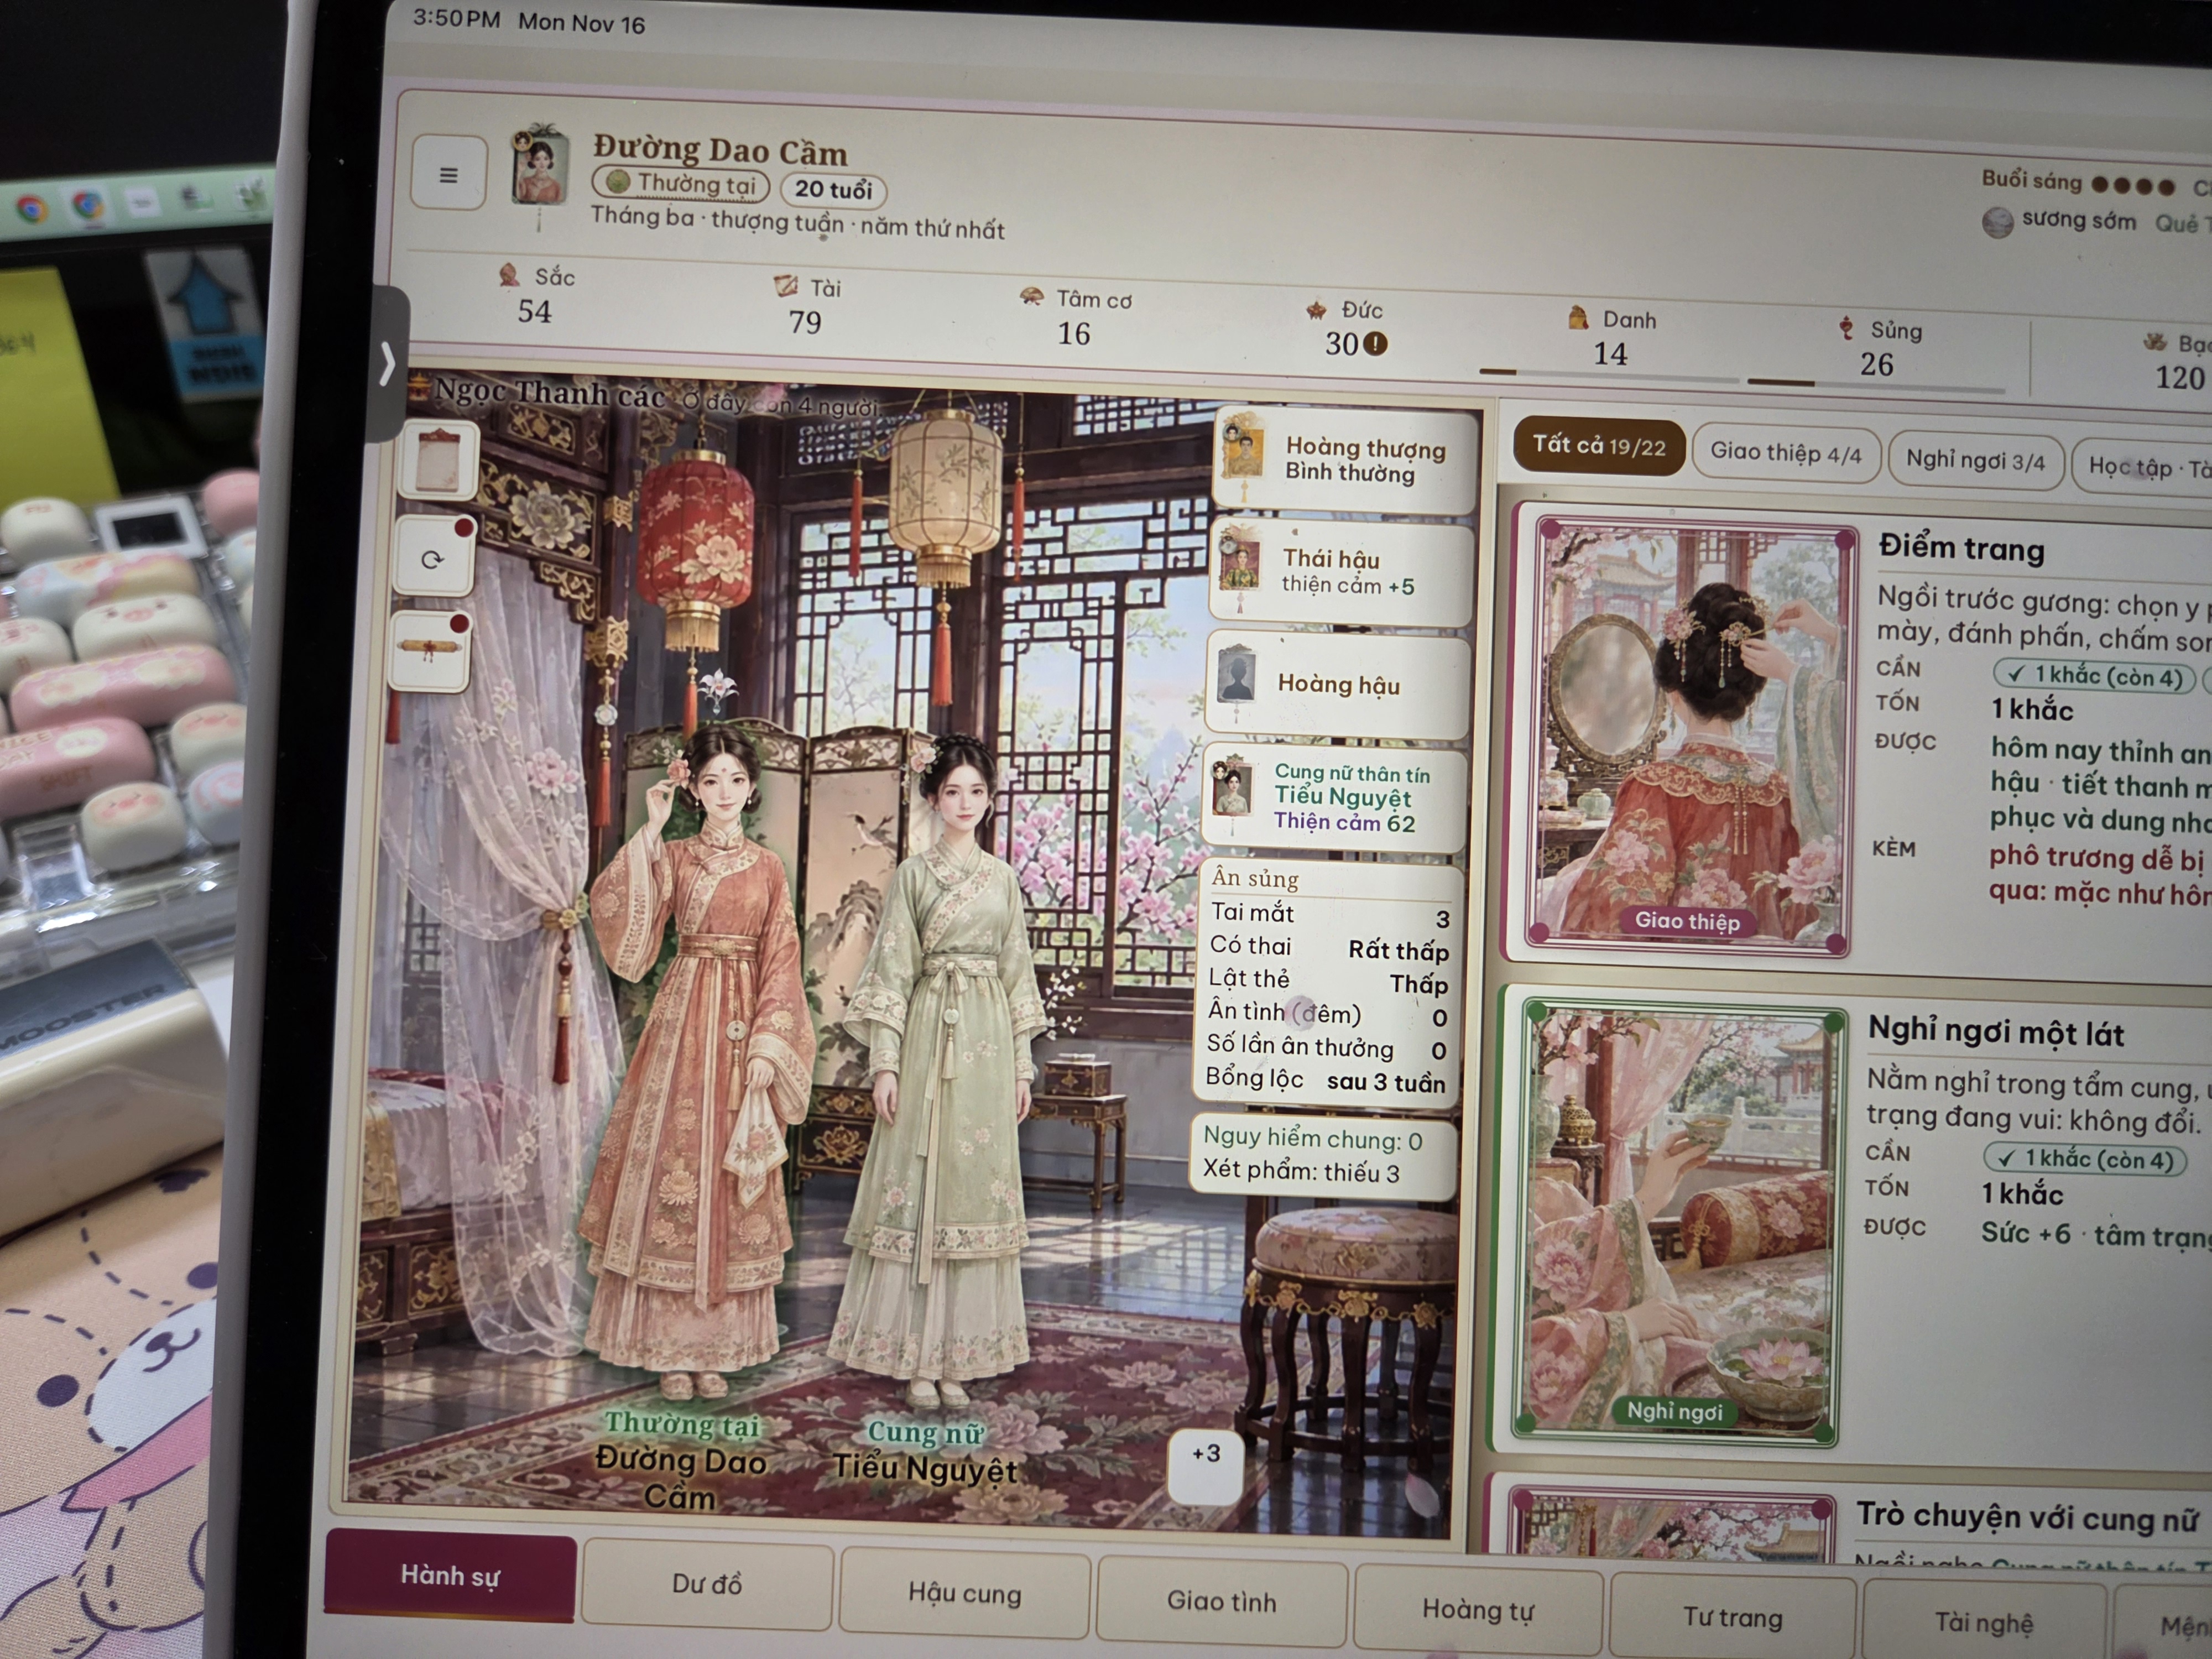 3:50 PM Mon Nov 16
Đường Dao Cầm
Thường tại
20 tuổi
Tháng ba · thượng tuần · năm thứ nhất
Buổi sáng
sương sớm Quẻ
Sắc
54
Tài
79
Tâm cơ
16
Đức
30
Danh
14
Sủng
26
120
Ngọc Thanh các · Ở đây còn 4 người
Hoàng thượng
Bình thường
Thái hậu
thiện cảm +5
Hoàng hậu
Cung nữ thân tín
Tiểu Nguyệt
Thiện cảm 62
Ân sủng
Tai mắt 3
Có thai Rất thấp
Lật thẻ Thấp
Ân tình (đêm) 0
Số lần ân thưởng 0
Bổng lộc sau 3 tuần
Nguy hiểm chung: 0
Xét phẩm: thiếu 3
Thường tại
Đường Dao
Cầm
Cung nữ
Tiểu Nguyệt
+3
Tất cả 19/22
Giao thiệp 4/4
Nghỉ ngơi 3/4
Học tập ·
Điểm trang
Ngồi trước gương: chọn y
mày, đánh phấn, chấm
CẦN ✓ 1 khắc (còn 4)
TỐN 1 khắc
ĐƯỢC hôm nay thỉnh
hậu · tiết thanh
phục và dung
KÈM phô trương dễ bị
qua: mặc như
Giao thiệp
Nghỉ ngơi một lát
Nằm nghỉ trong tẩm cung,
trạng đang vui: không đổi.
CẦN ✓ 1 khắc (còn 4)
TỐN 1 khắc
ĐƯỢC Sức +6 · tâm
Nghỉ ngơi
Trò chuyện với cung nữ
Hành sự
Dư đồ
Hậu cung
Giao tình
Hoàng tự
Tư trang
Tài nghệ
MOOSTER